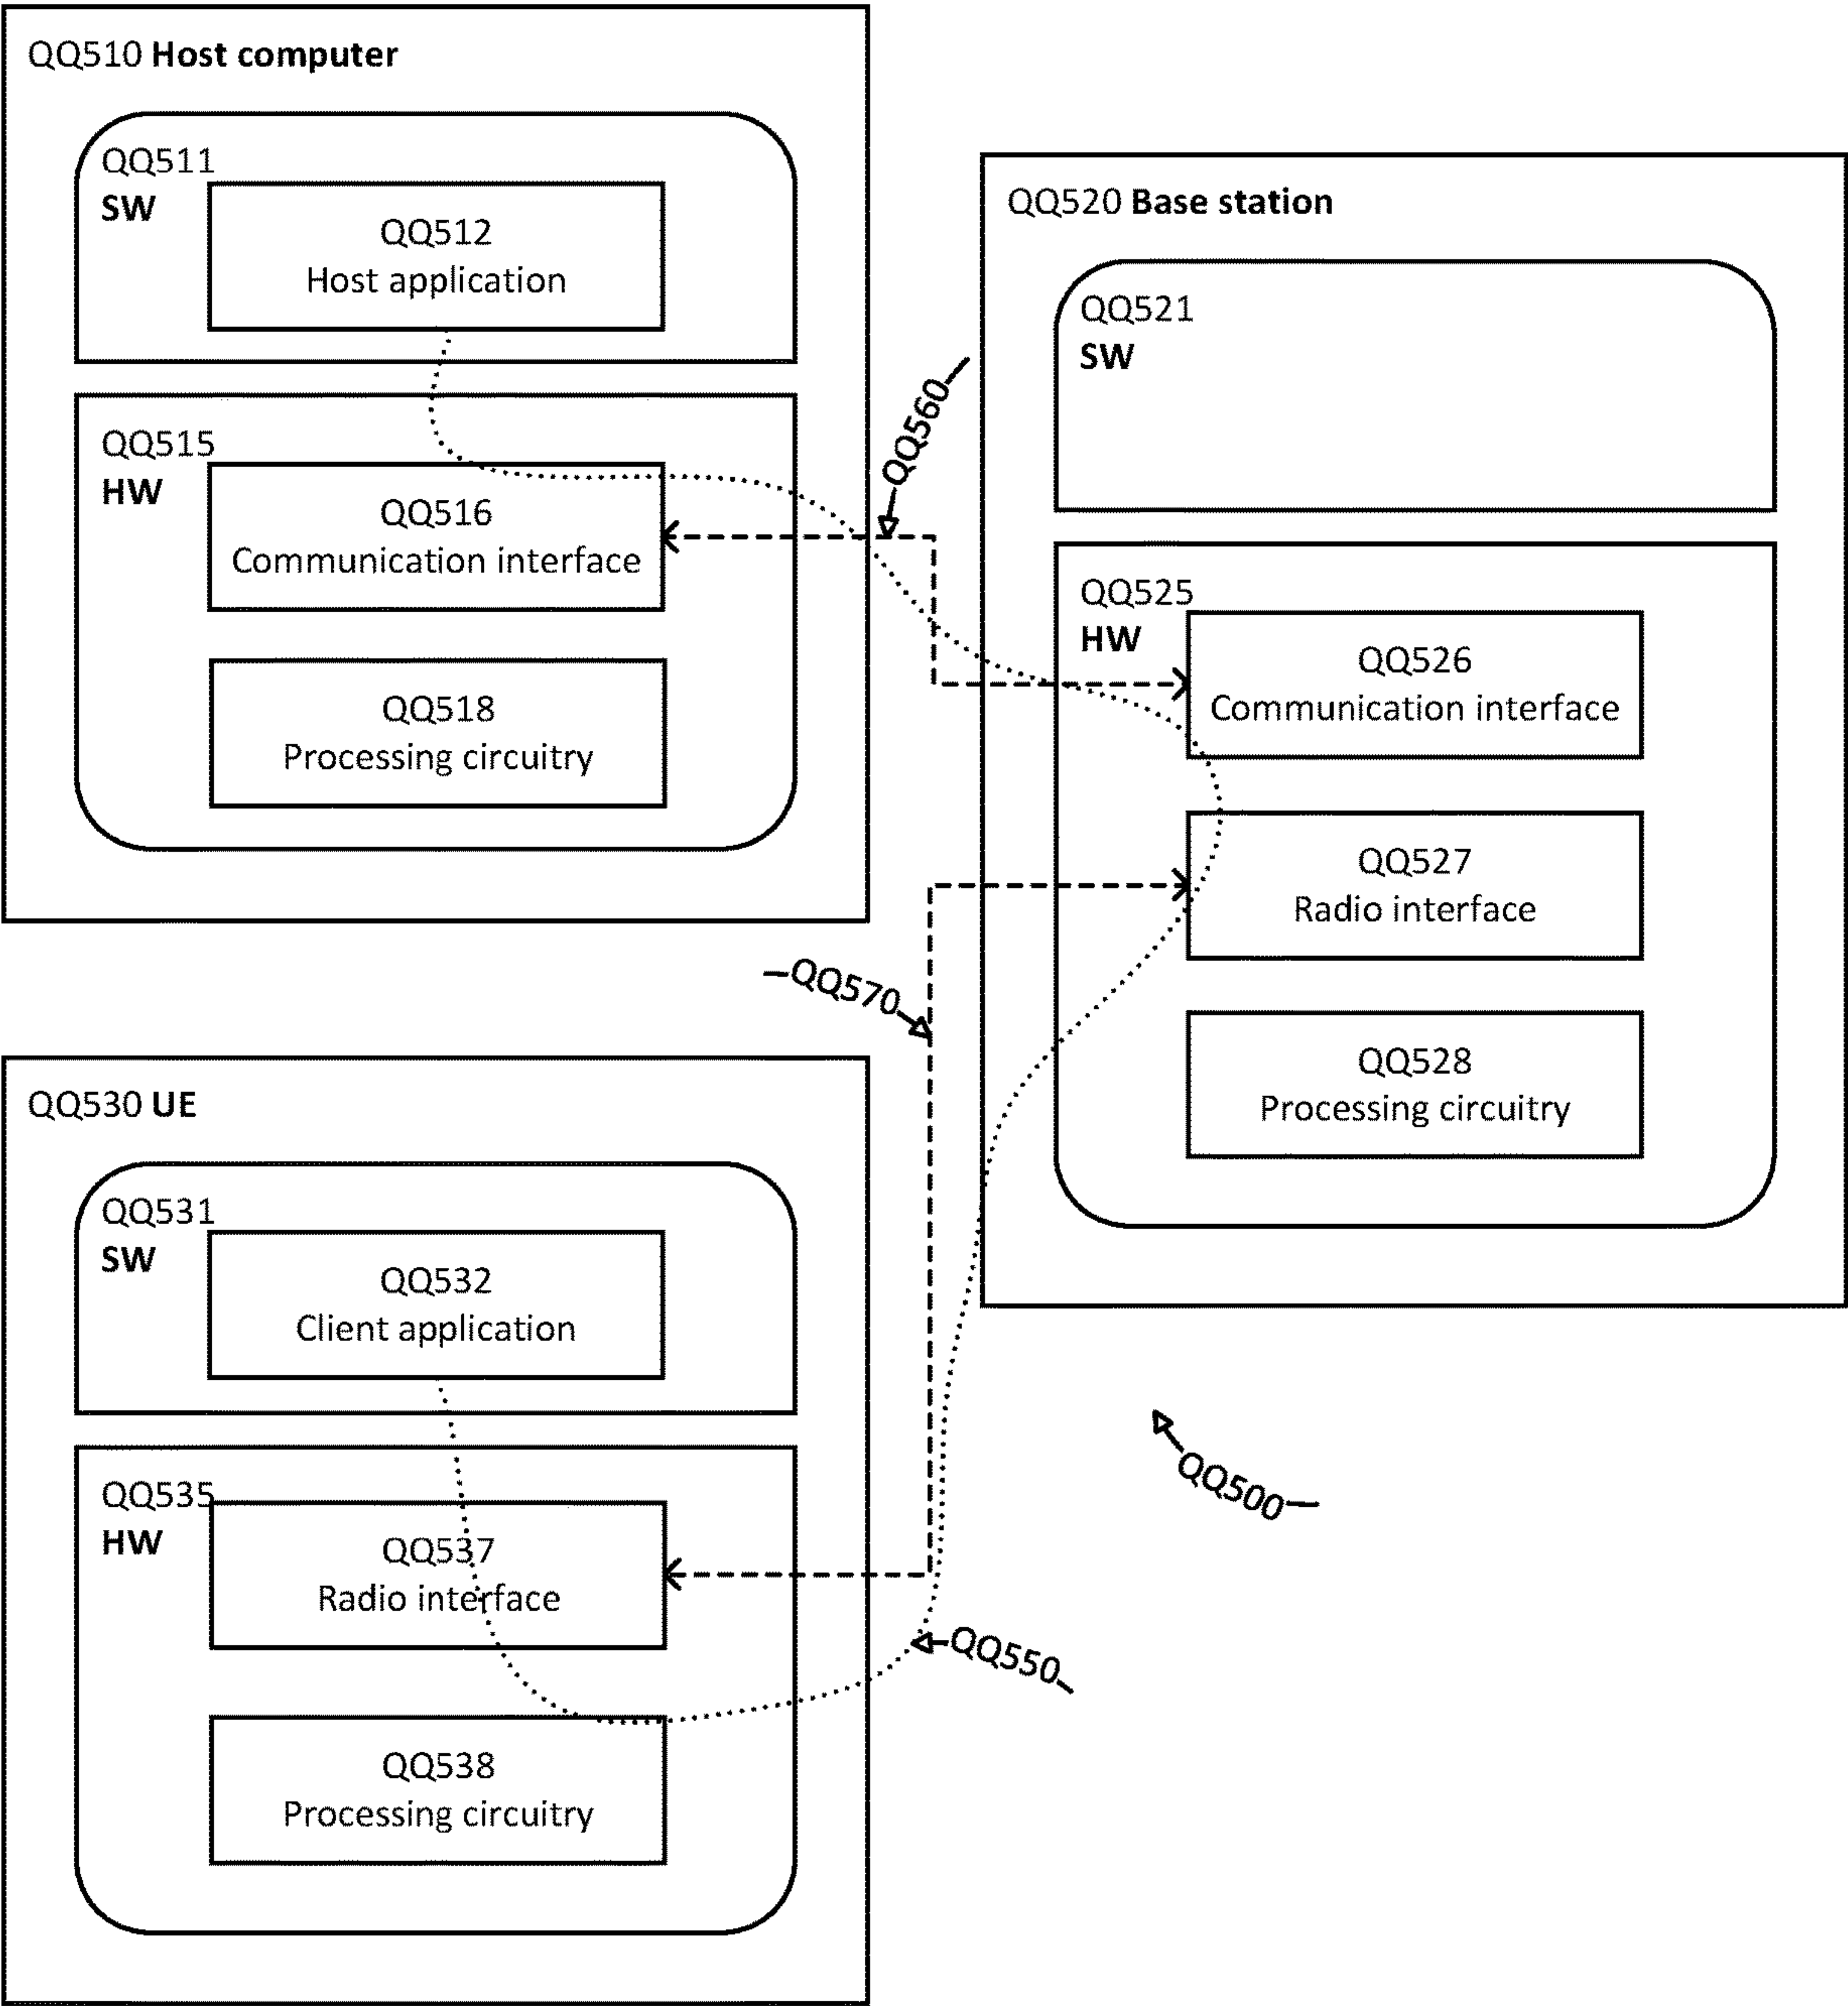 QQ510 Host computer
QQ511
SW
QQ512
Host application
QQ515
HW
QQ516
Communication interface
QQ518
Processing circuitry
QQ560
QQ520 Base station
QQ521
SW
QQ525
HW
QQ526
Communication interface
QQ527
Radio interface
QQ528
Processing circuitry
QQ570
QQ530 UE
QQ531
SW
QQ532
Client application
QQ535
HW
QQ537
Radio interface
QQ538
Processing circuitry
QQ500
QQ550